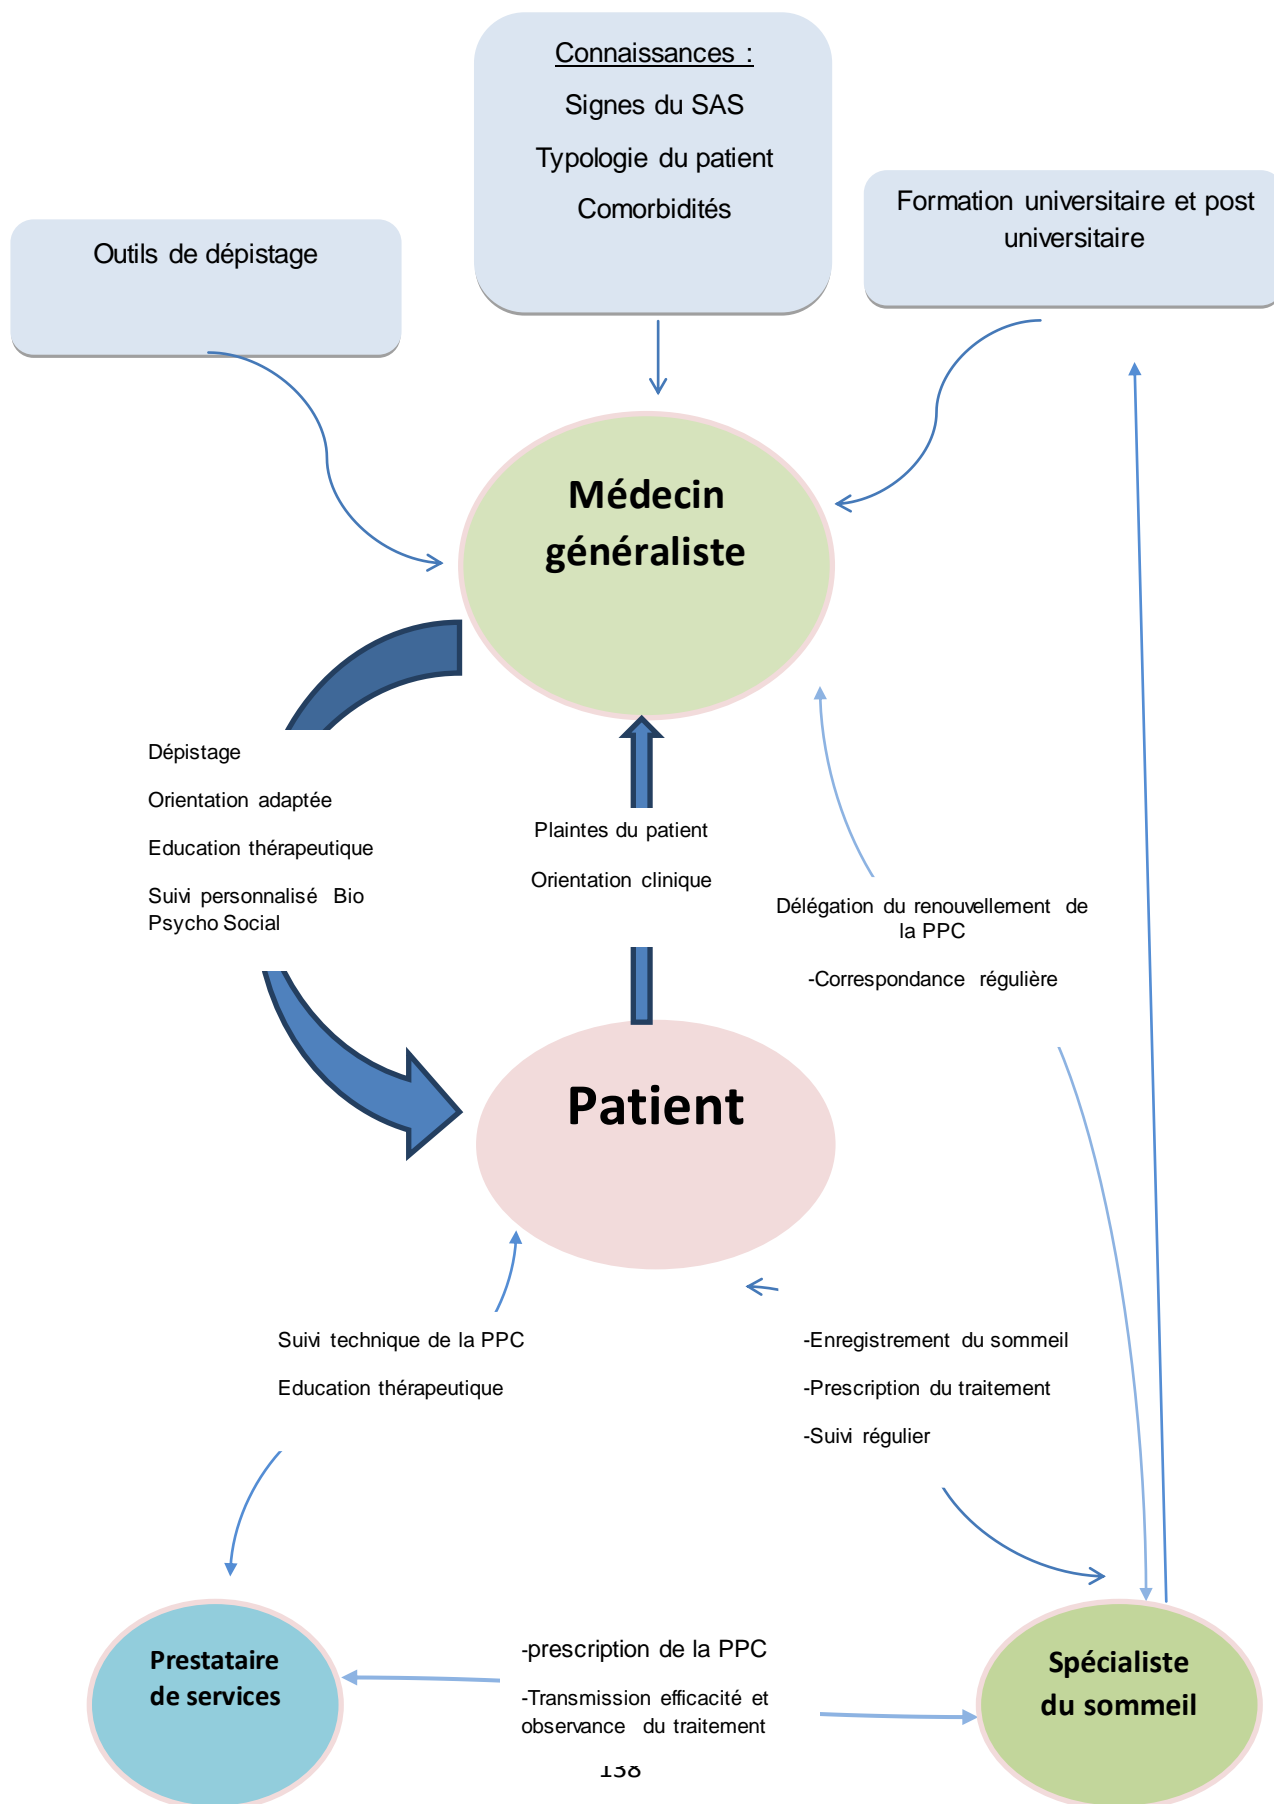 Connaissances :
Signes du SAS
Typologie du patient
Comorbidités
Formation universitaire et post
universitaire
Outils de dépistage
Médecin
généraliste
Dépistage
Orientation adaptée
Education thérapeutique
Suivi personnalisé Bio
Psycho Social
Plaintes du patient
Orientation clinique
Délégation du renouvellement de
la PPC
-Correspondance régulière
Patient
Suivi technique de la PPC
Education thérapeutique
-Enregistrement du sommeil
-Prescription du traitement
-Suivi régulier
Prestataire
de services
-prescription de la PPC
-Transmission efficacité et
observance du traitement
Spécialiste
du sommeil
138